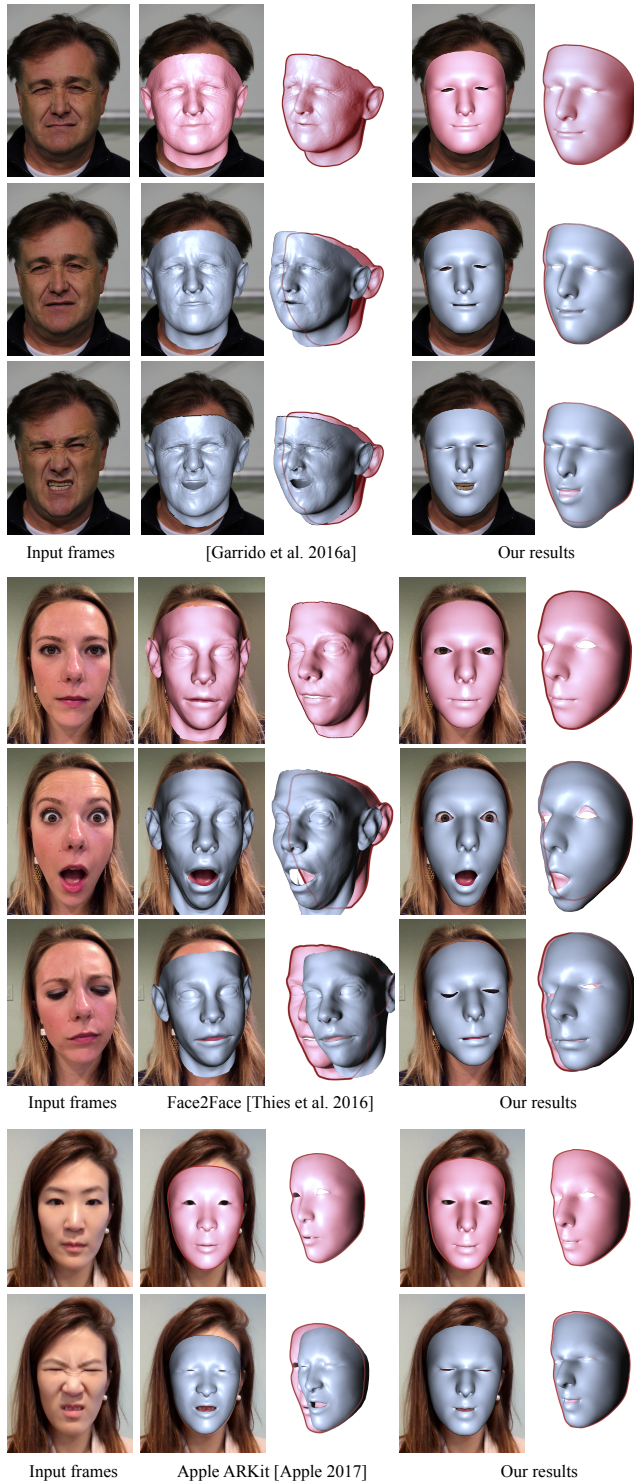 Input frames
[Garrido et al. 2016a]
Our results
Input frames
Face2Face [Thies et al. 2016]
Our results
Input frames
Apple ARKit [Apple 2017]
Our results